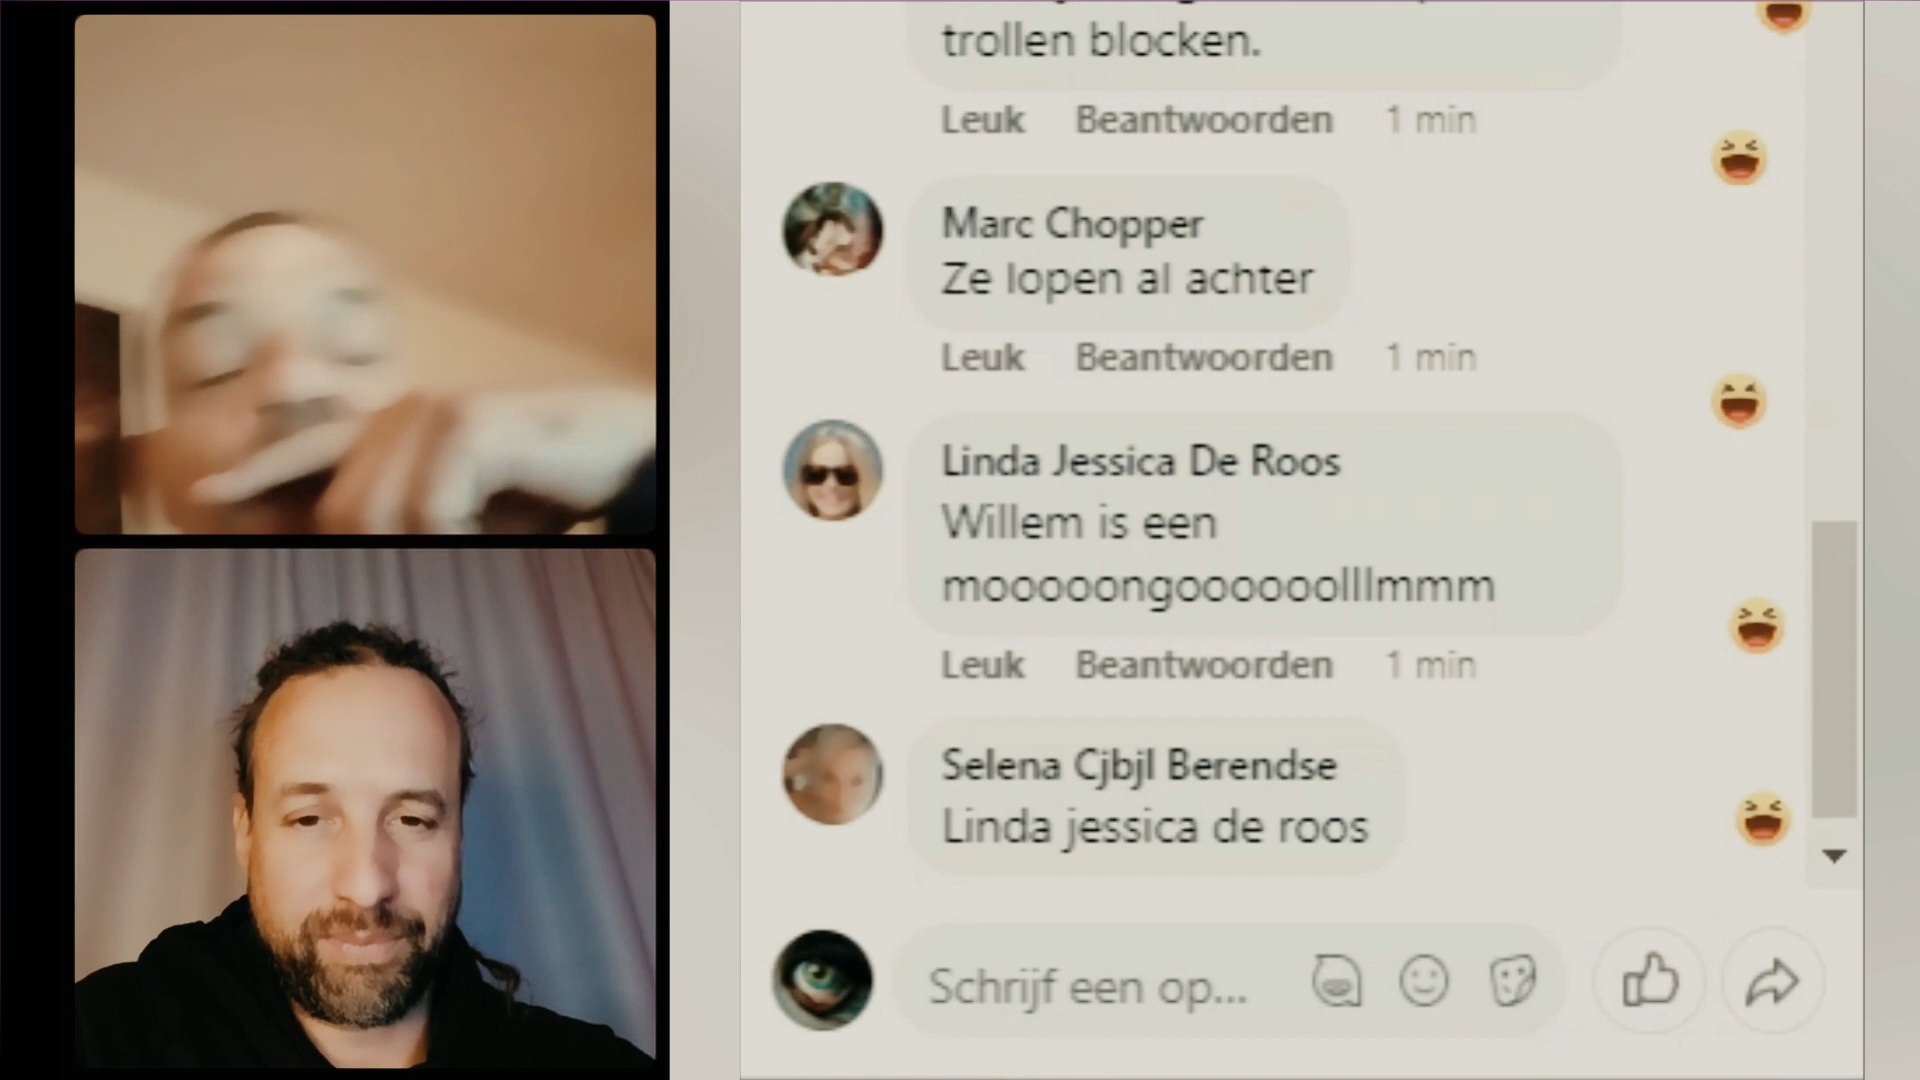 trollen blocken.
Leuk Beantwoorden 1 min
Marc Chopper
Ze lopen al achter
Leuk Beantwoorden 1 min
Linda Jessica De Roos
Willem is een
mooooongoooooolllmmm
Leuk Beantwoorden 1 min
Selena Cjbjl Berendse
Linda jessica de roos
Schrijf een op...